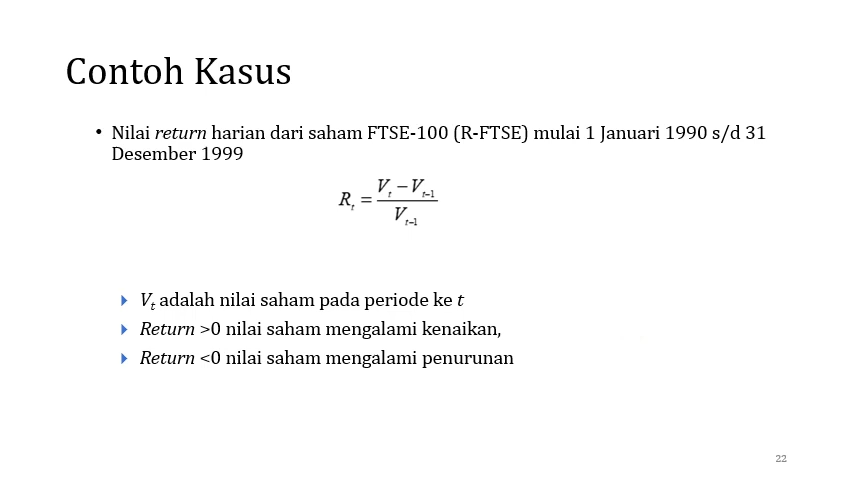 Contoh Kasus
• Nilai return harian dari saham FTSE-100 (R-FTSE) mulai 1 Januari 1990 s/d 31
Desember 1999
R_t = (V_t − V_{t−1}) / V_{t−1}
V_t adalah nilai saham pada periode ke t
Return >0 nilai saham mengalami kenaikan,
Return <0 nilai saham mengalami penurunan
22